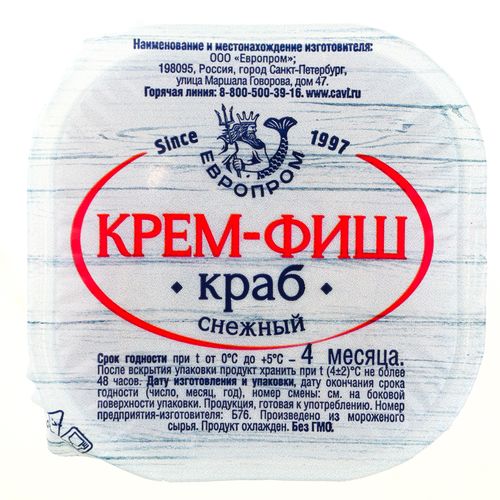 Наименование и местонахождение изготовителя:
ООО «Европром»;
198095, Россия, город Санкт-Петербург,
улица Маршала Говорова, дом 47.
Горячая линия: 8-800-500-39-16. www.cavl.ru
Since 1997
ЕВРОПРОМ
КРЕМ-ФИШ
• краб •
снежный
Срок годности при t от 0°С до +5°С – 4 месяца.
После вскрытия упаковки продукт хранить при t (4±2)°С не более
48 часов. Дату изготовления и упаковки, дату окончания срока
годности (число, месяц, год), номер смены: см. на боковой
поверхности упаковки. Продукция, готовая к употреблению. Номер
предприятия-изготовителя: Б76. Произведено из мороженого
сырья. Продукт охлажден. Без ГМО.